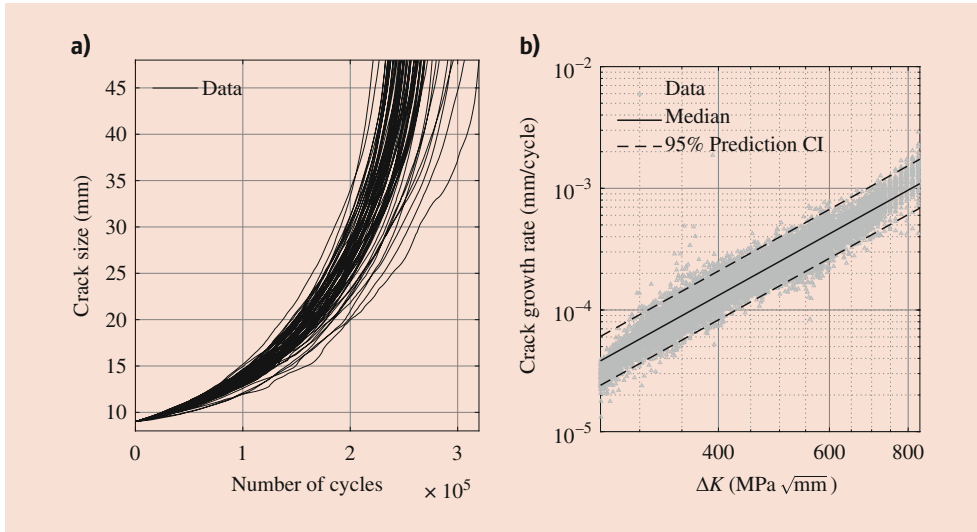 a)
Crack size (mm)
45
40
35
30
25
20
15
10
Data
0
1
2
3
Number of cycles
× 10⁵
b)
Crack growth rate (mm/cycle)
10⁻²
10⁻³
10⁻⁴
10⁻⁵
Data
Median
95% Prediction CI
400
600
800
ΔK (MPa √mm)